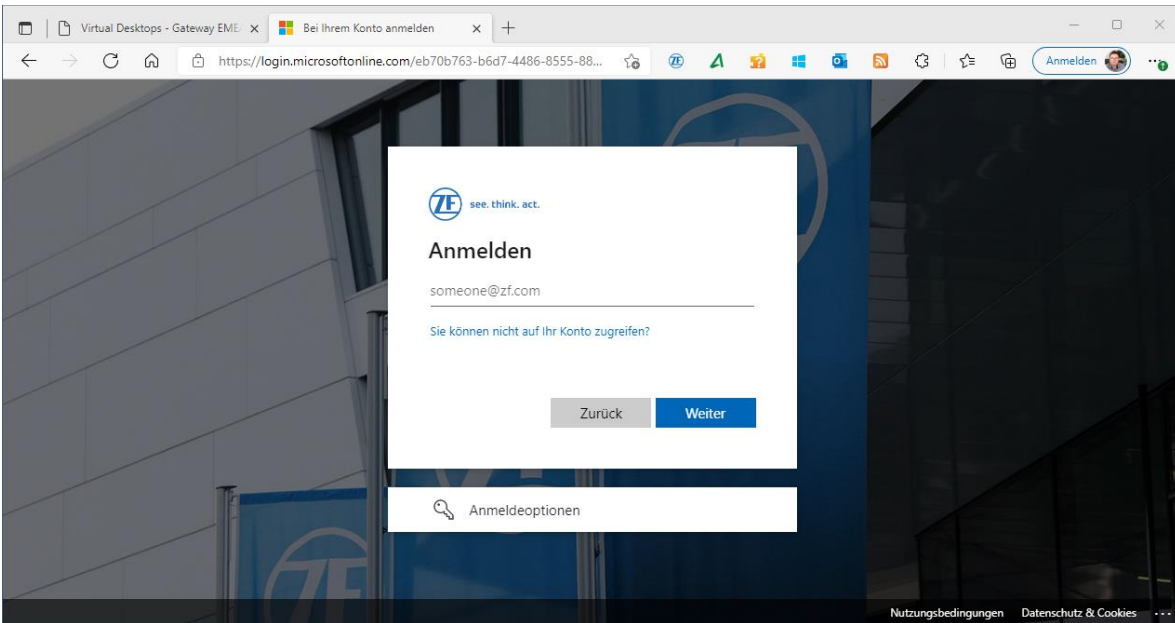 Virtual Desktops - Gateway EME
Bei Ihrem Konto anmelden
https://login.microsoftonline.com/eb70b763-b6d7-4486-8555-88...
ZF
Anmelden
ZF see. think. act.
Anmelden
someone@zf.com
Sie können nicht auf Ihr Konto zugreifen?
Zurück Weiter
Anmeldeoptionen
ZF
Nutzungsbedingungen Datenschutz & Cookies ...